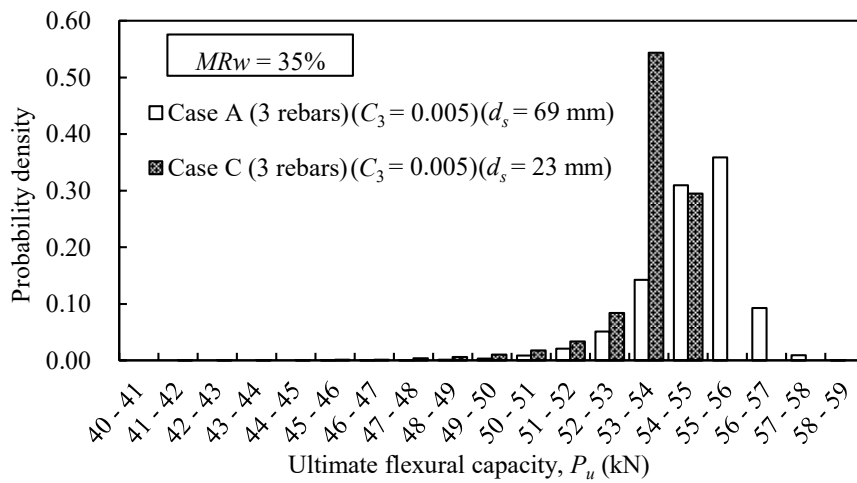 0.60
0.50
0.40
0.30
0.20
0.10
0.00
Probability density
MRw = 35%
Case A (3 rebars)(C₃ = 0.005)(dₛ = 69 mm)
Case C (3 rebars)(C₃ = 0.005)(dₛ = 23 mm)
40 - 41
41 - 42
42 - 43
43 - 44
44 - 45
45 - 46
46 - 47
47 - 48
48 - 49
49 - 50
50 - 51
51 - 52
52 - 53
53 - 54
54 - 55
55 - 56
56 - 57
57 - 58
58 - 59
Ultimate flexural capacity, Pᵤ (kN)